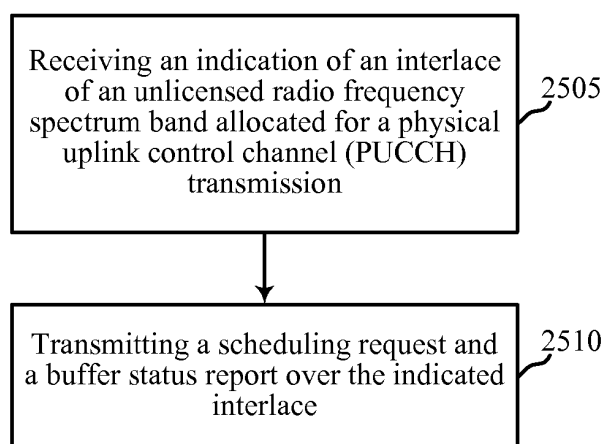 Receiving an indication of an interlace
of an unlicensed radio frequency
spectrum band allocated for a physical
uplink control channel (PUCCH)
transmission
2505
Transmitting a scheduling request and
a buffer status report over the indicated
interlace
2510